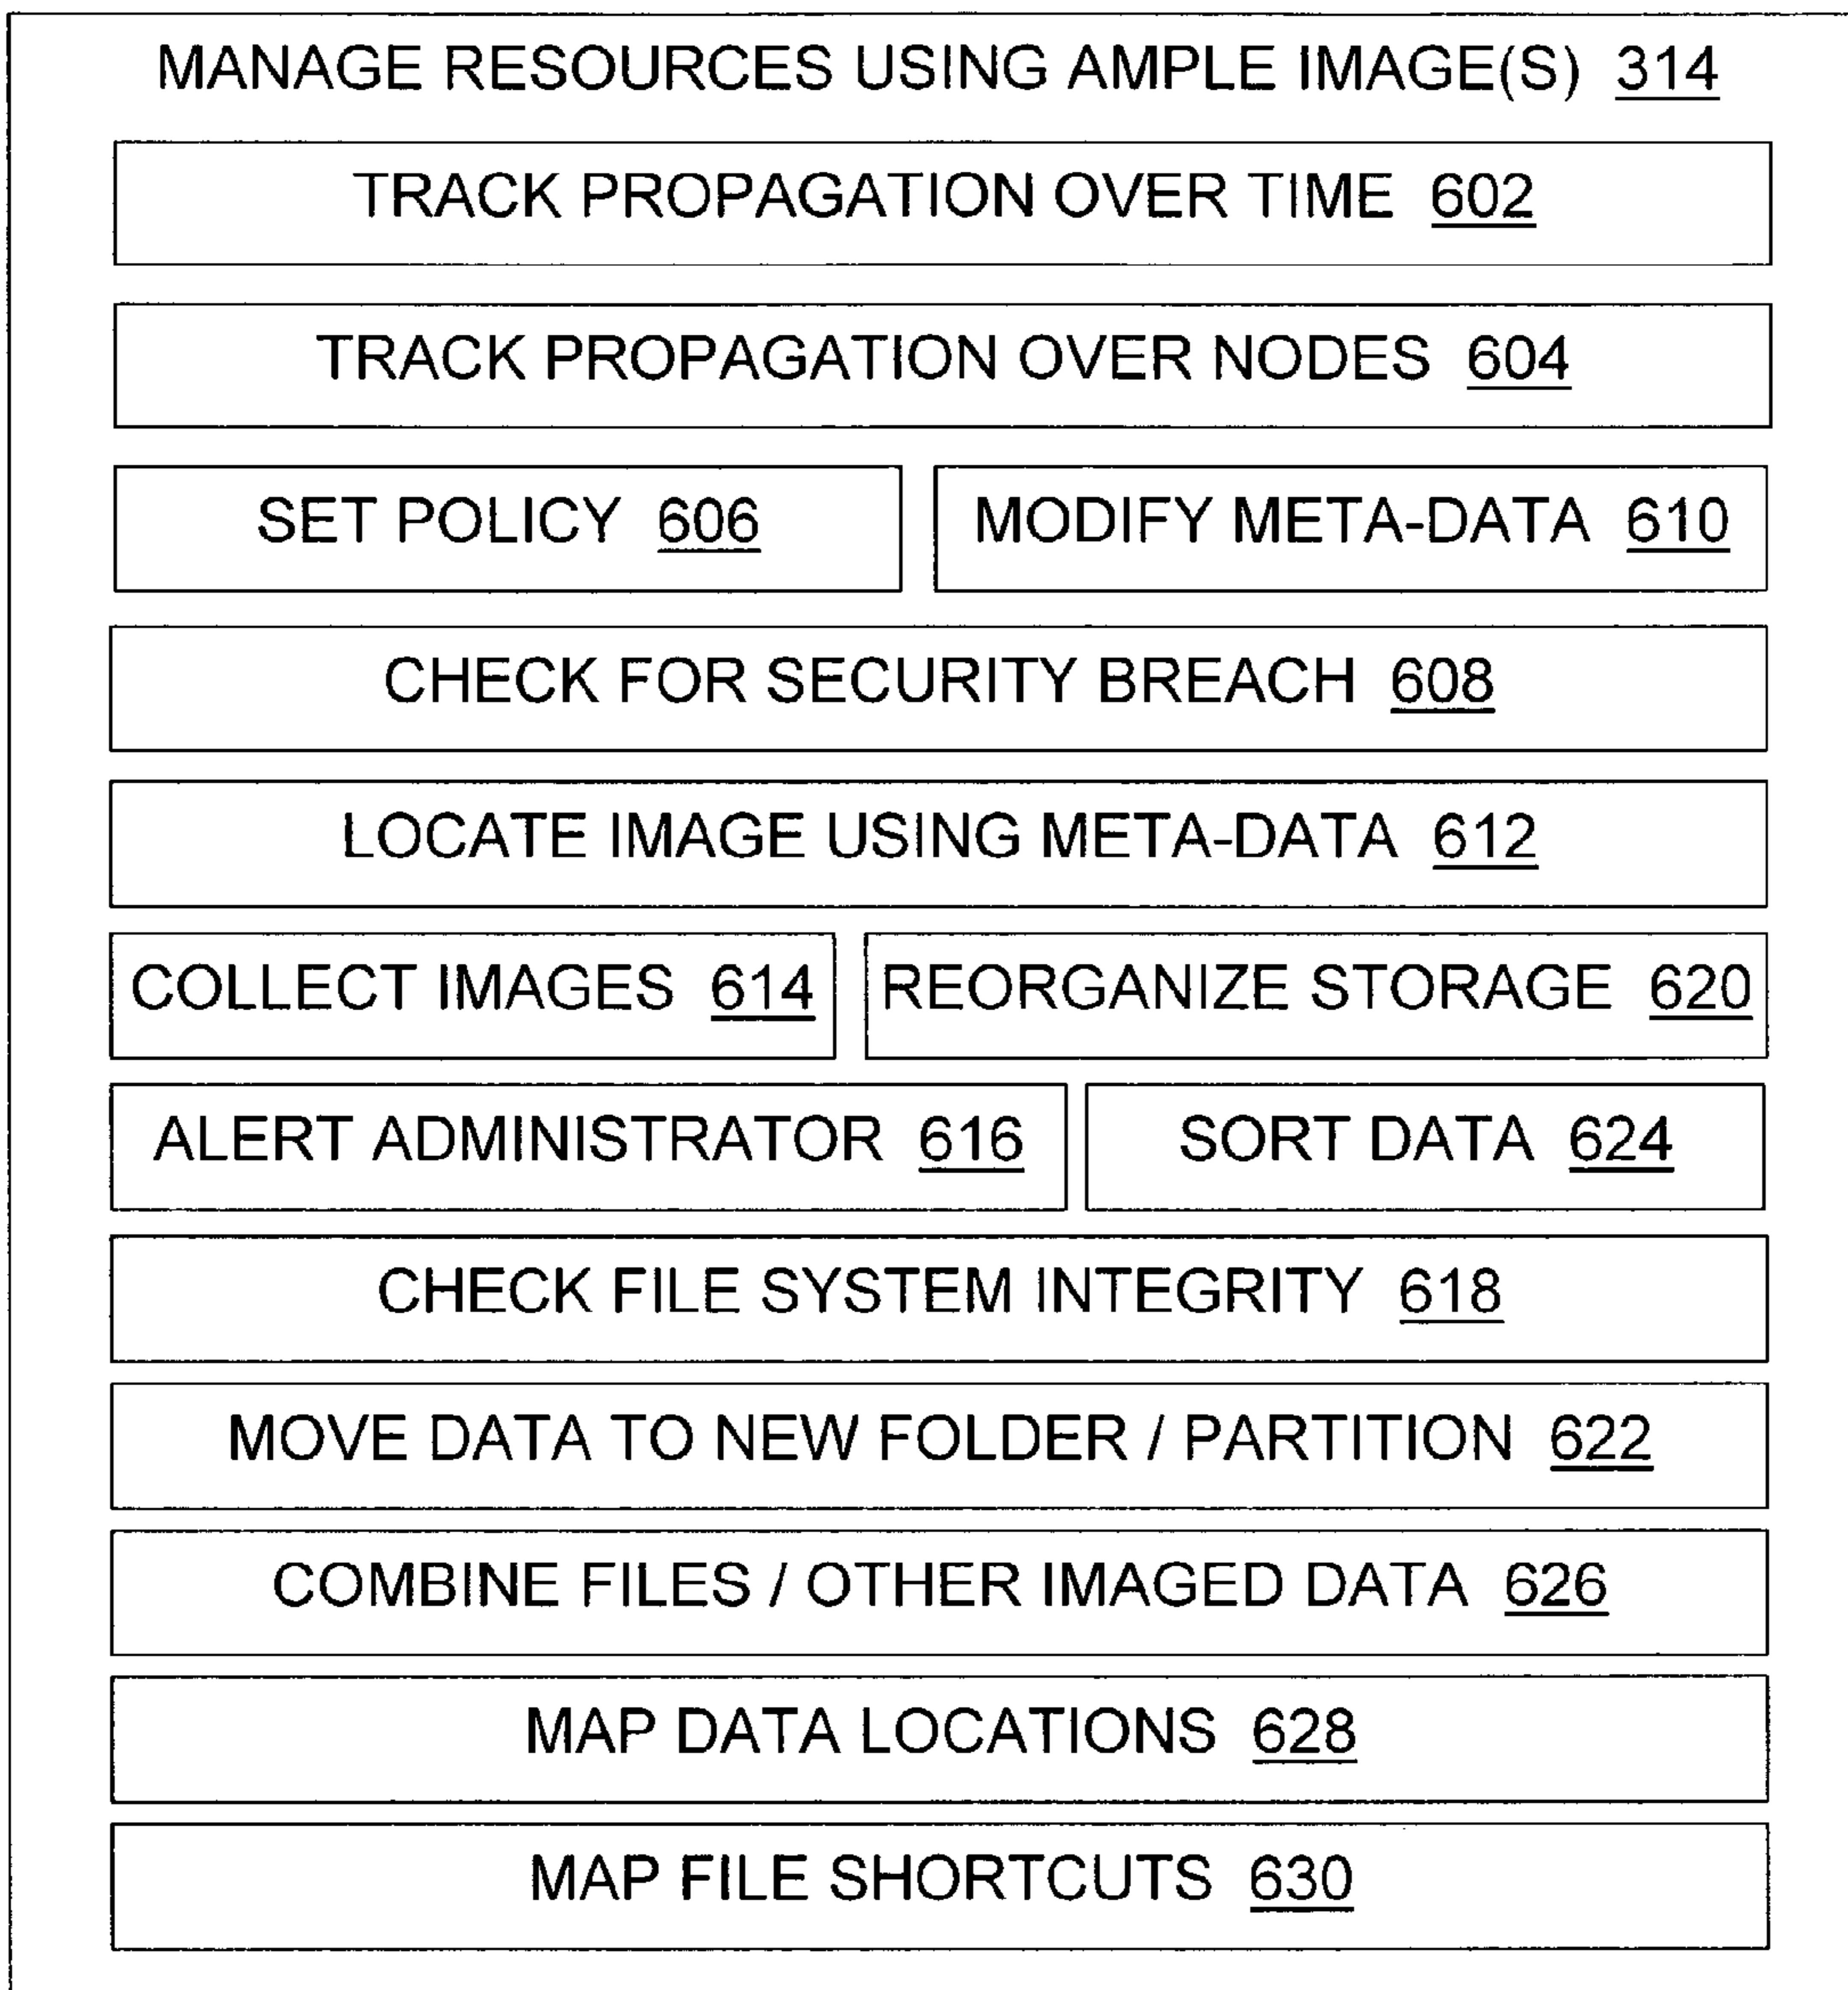 MANAGE RESOURCES USING AMPLE IMAGE(S) 314
TRACK PROPAGATION OVER TIME 602
TRACK PROPAGATION OVER NODES 604
SET POLICY 606
MODIFY META-DATA 610
CHECK FOR SECURITY BREACH 608
LOCATE IMAGE USING META-DATA 612
COLLECT IMAGES 614
REORGANIZE STORAGE 620
ALERT ADMINISTRATOR 616
SORT DATA 624
CHECK FILE SYSTEM INTEGRITY 618
MOVE DATA TO NEW FOLDER / PARTITION 622
COMBINE FILES / OTHER IMAGED DATA 626
MAP DATA LOCATIONS 628
MAP FILE SHORTCUTS 630